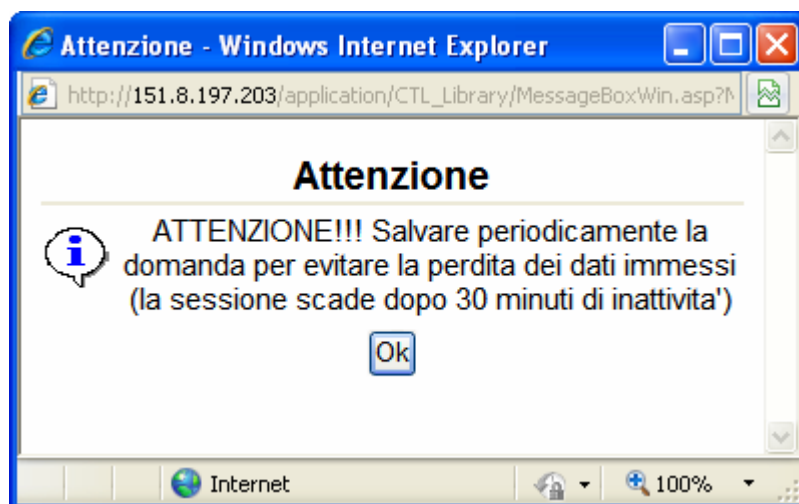 Attenzione - Windows Internet Explorer
http://151.8.197.203/application/CTL_Library/MessageBoxWin.asp?
Attenzione
ATTENZIONE!!! Salvare periodicamente la
domanda per evitare la perdita dei dati immessi
(la sessione scade dopo 30 minuti di inattivita')
Ok
Internet
100%